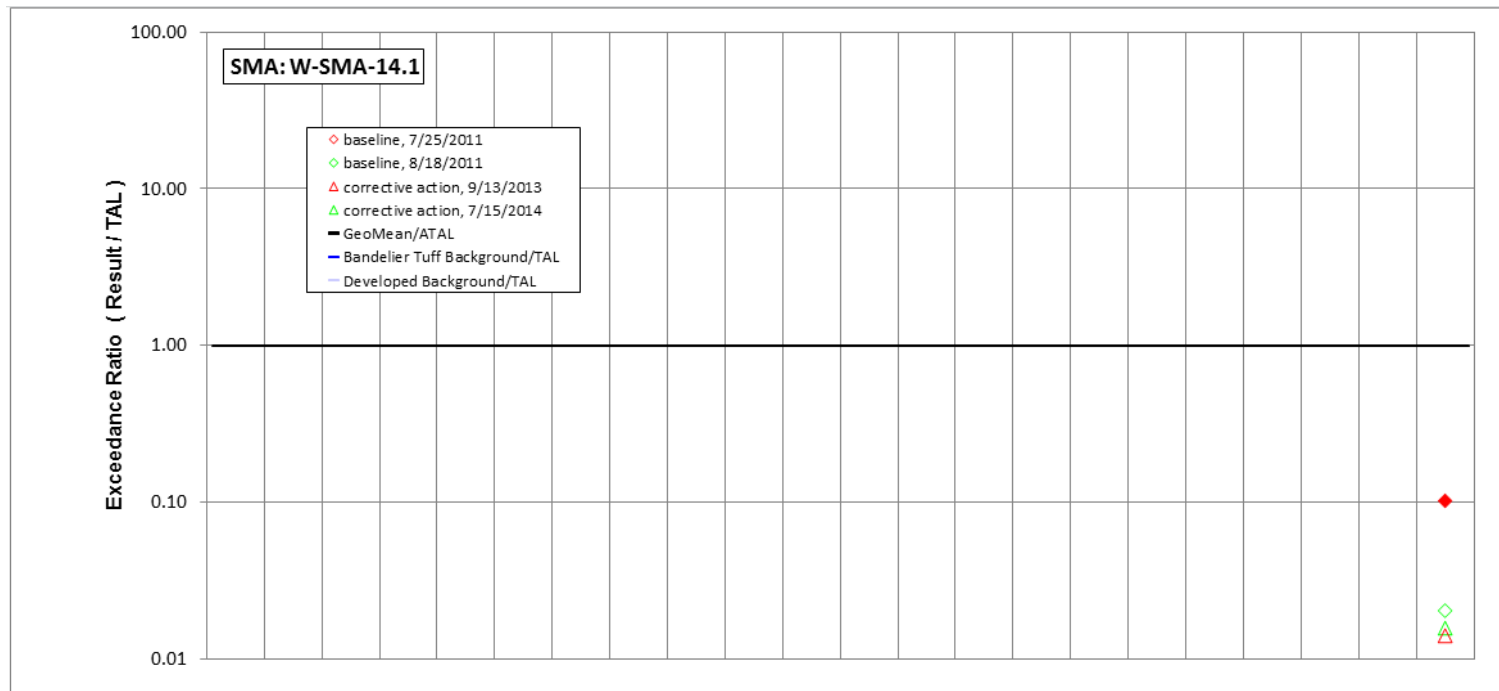 100.00
SMA: W-SMA-14.1
baseline, 7/25/2011
baseline, 8/18/2011
corrective action, 9/13/2013
corrective action, 7/15/2014
GeoMean/ATAL
Bandelier Tuff Background/TAL
Developed Background/TAL
10.00
1.00
0.10
0.01
Exceedance Ratio ( Result / TAL )